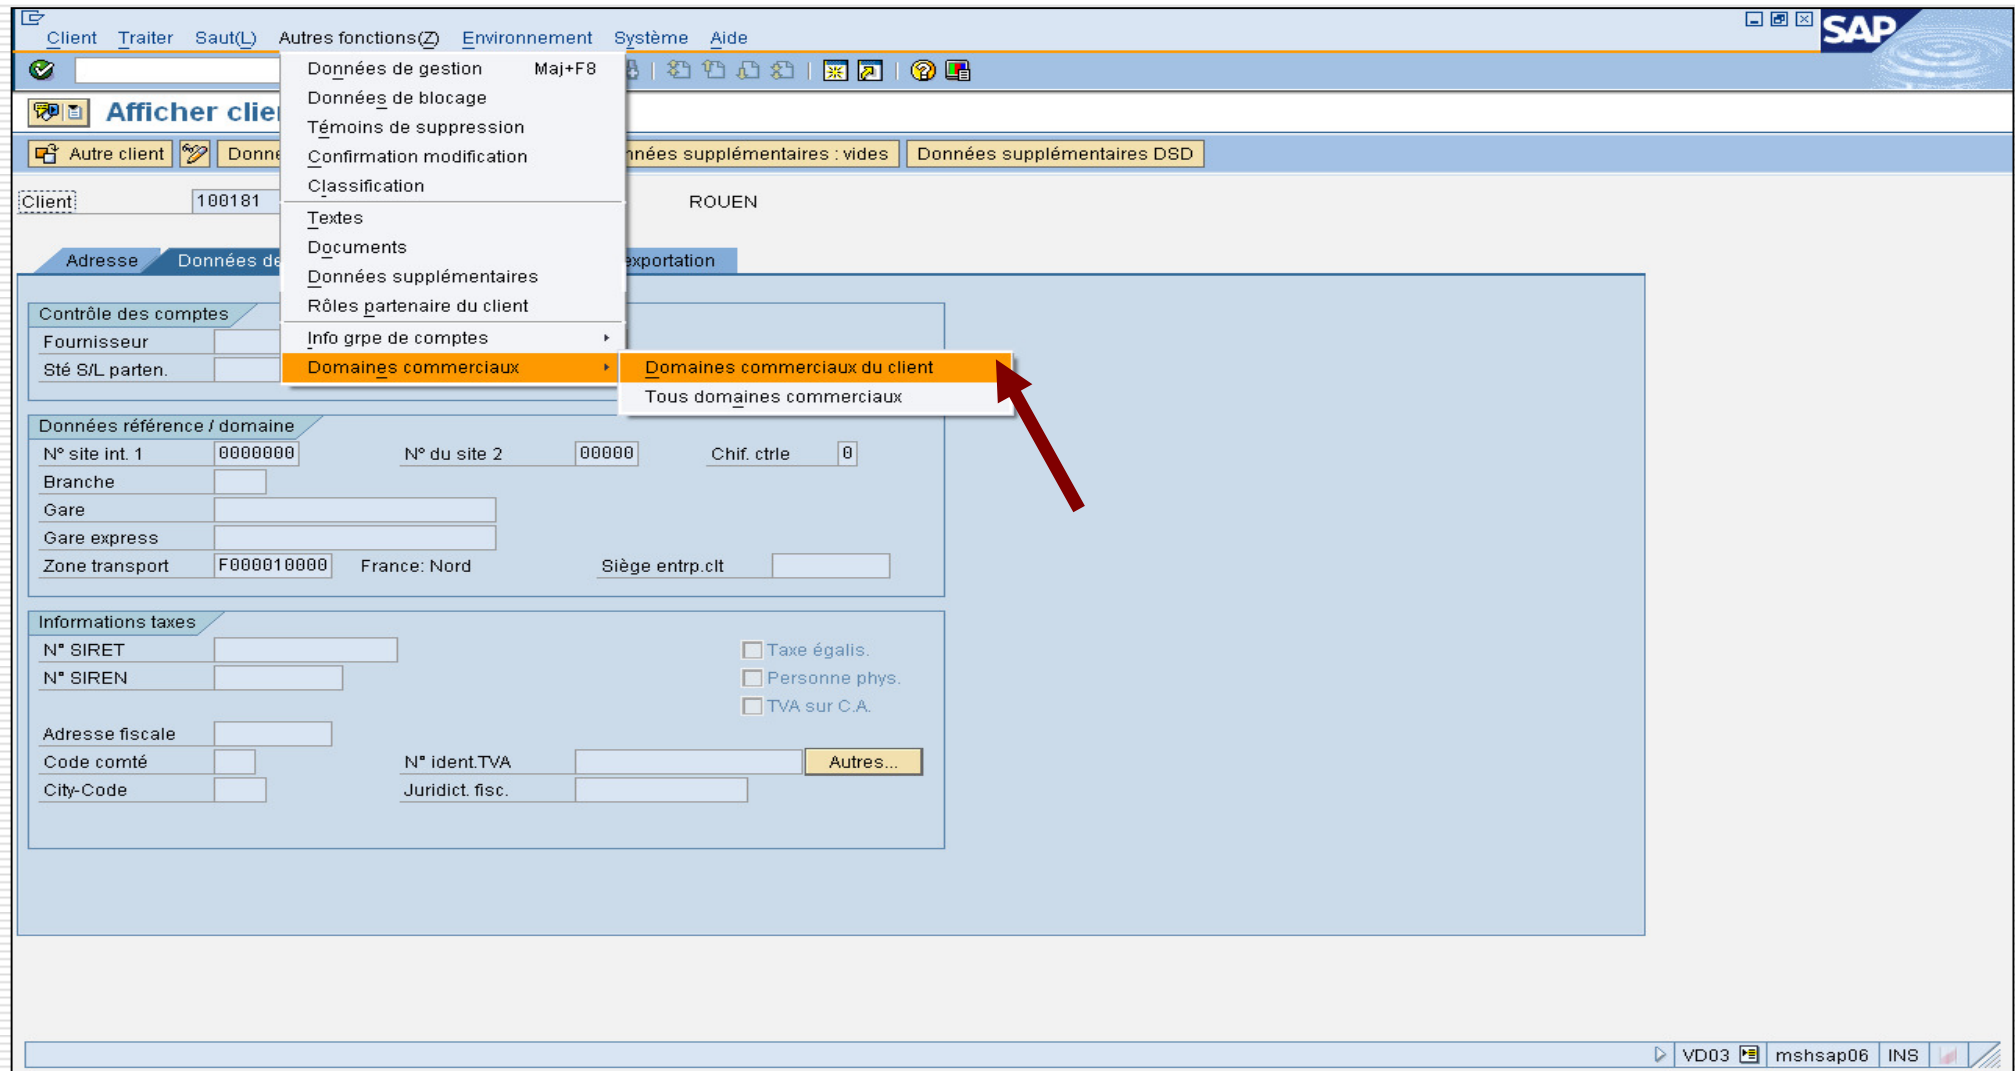 Client Traiter Saut(L) Autres fonctions(Z) Environnement Système Aide
SAP
Données de gestion Maj+F8
Données de blocage
Témoins de suppression
Confirmation modification
Classification
Textes
Documents
Données supplémentaires
Rôles partenaire du client
Info grpe de comptes
Domaines commerciaux
Domaines commerciaux du client
Tous domaines commerciaux
Afficher
Autre client
supplémentaires : vides Données supplémentaires DSD
Client 100181 ROUEN
Adresse Données
Contrôle des comptes
Fournisseur
Sté S/L parten.
Données référence / domaine
N° site int. 1 0000000 N° du site 2 00000 Chif. ctrle 0
Branche
Gare
Gare express
Zone transport F000010000 France: Nord Siège entrp.clt
Informations taxes
N° SIRET Taxe égalis.
N° SIREN Personne phys.
TVA sur C.A.
Adresse fiscale
Code comté N° ident.TVA Autres...
City-Code Juridict. fisc.
VD03 mshsap06 INS